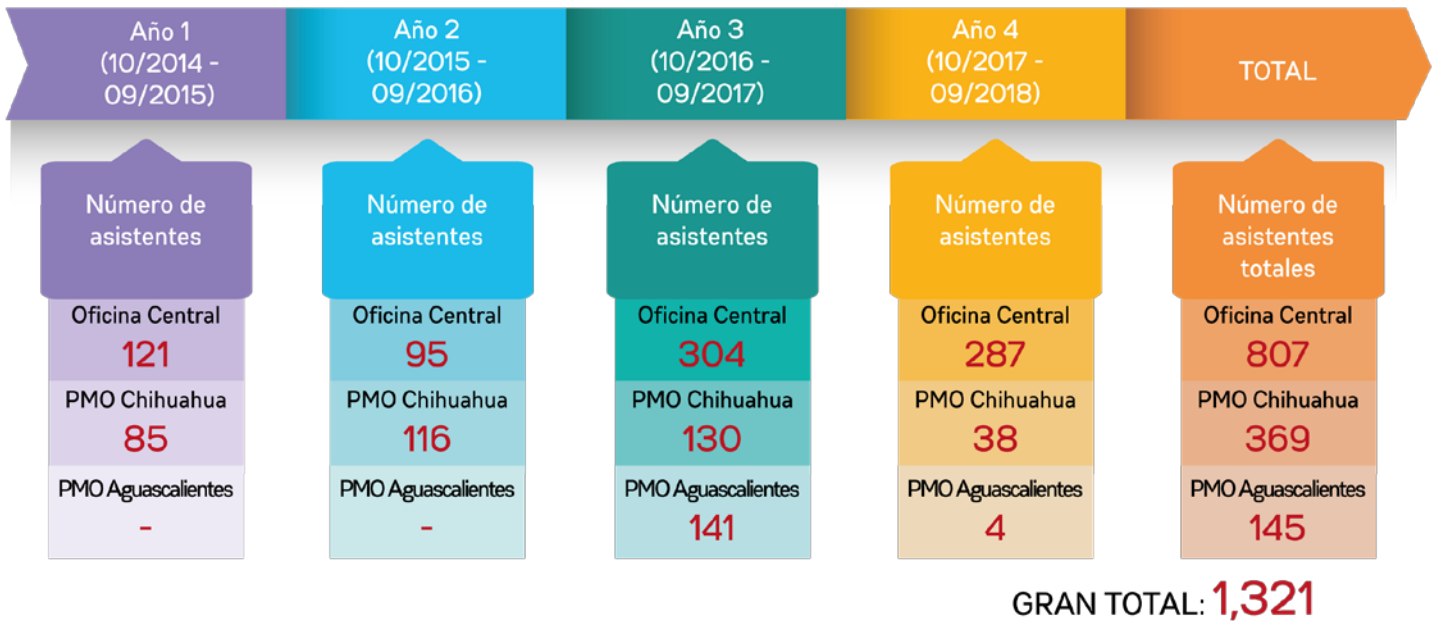 Año 1
(10/2014 -
09/2015)
Año 2
(10/2015 -
09/2016)
Año 3
(10/2016 -
09/2017)
Año 4
(10/2017 -
09/2018)
TOTAL
Número de
asistentes
Número de
asistentes
Número de
asistentes
Número de
asistentes
Número de
asistentes
totales
Oficina Central
121
Oficina Central
95
Oficina Central
304
Oficina Central
287
Oficina Central
807
PMO Chihuahua
85
PMO Chihuahua
116
PMO Chihuahua
130
PMO Chihuahua
38
PMO Chihuahua
369
PMO Aguascalientes
-
PMO Aguascalientes
-
PMO Aguascalientes
141
PMO Aguascalientes
4
PMO Aguascalientes
145
GRAN TOTAL: 1,321